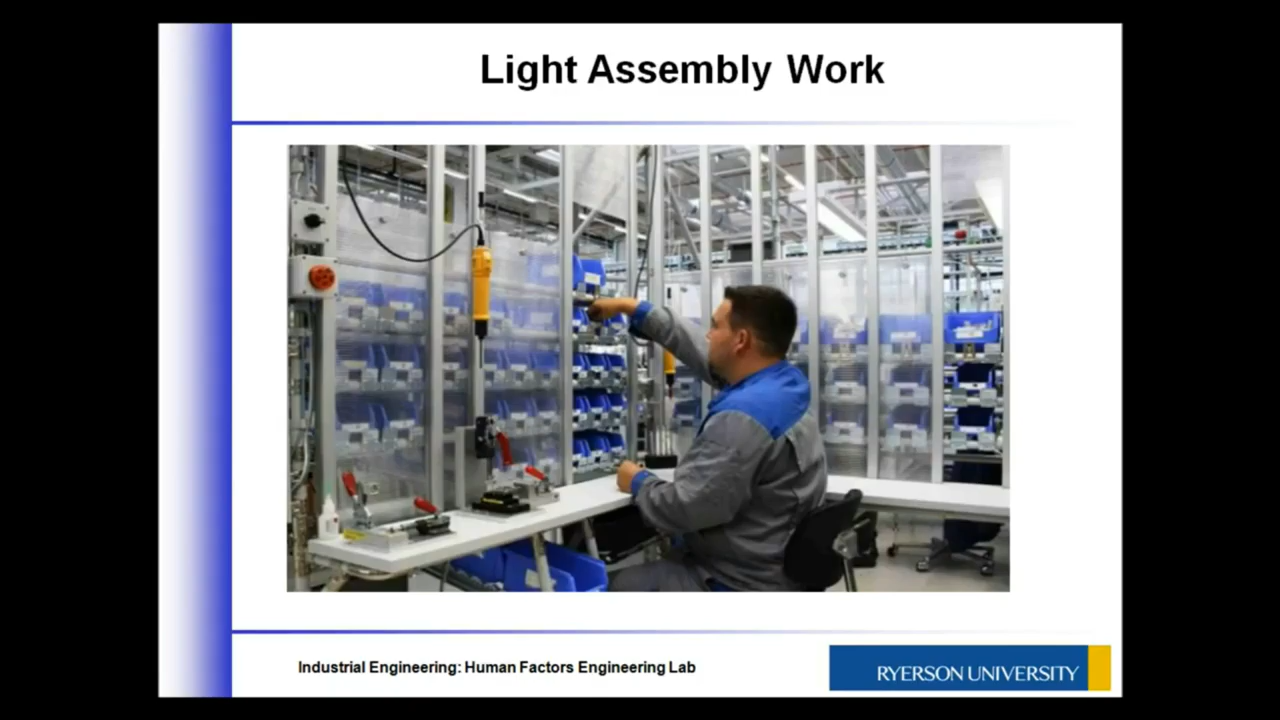 Light Assembly Work
Industrial Engineering: Human Factors Engineering Lab
RYERSON UNIVERSITY